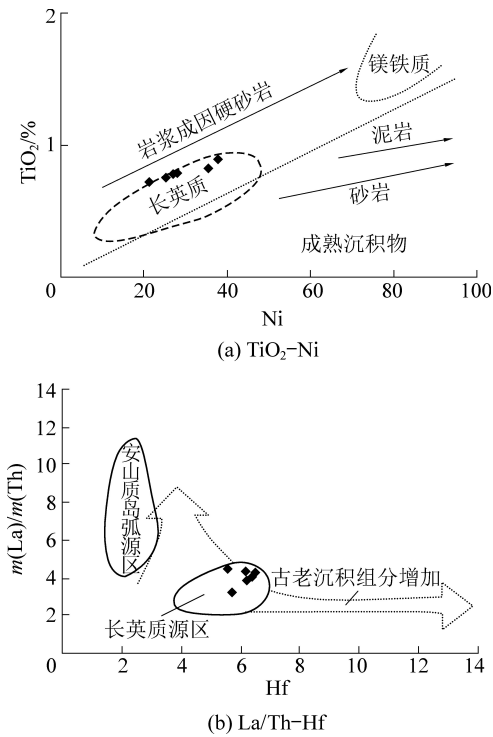 2
镁铁质
岩浆成因硬砂岩
TiO₂/%
1
泥岩
长英质
砂岩
成熟沉积物
0
20
40
60
80
100
Ni
(a) TiO₂−Ni
14
12
10
8
6
4
2
0
m(La)/m(Th)
安山质岛弧源区
古老沉积组分增加
长英质源区
2
4
6
8
10
12
14
Hf
(b) La/Th−Hf